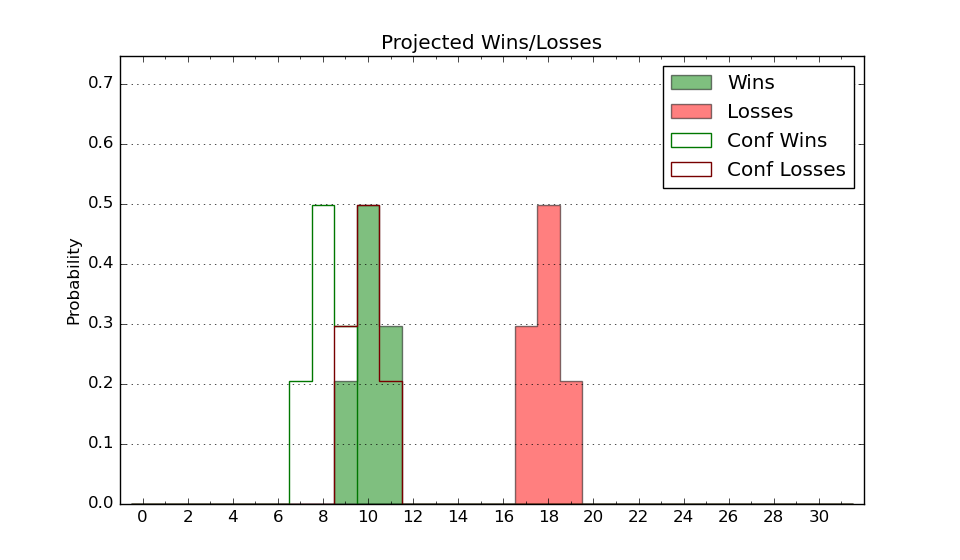 Projected Wins/Losses
Wins
Losses
Conf Wins
Conf Losses
Probability
0.7
0.6
0.5
0.4
0.3
0.2
0.1
0.0
0 2 4 6 8 10 12 14 16 18 20 22 24 26 28 30